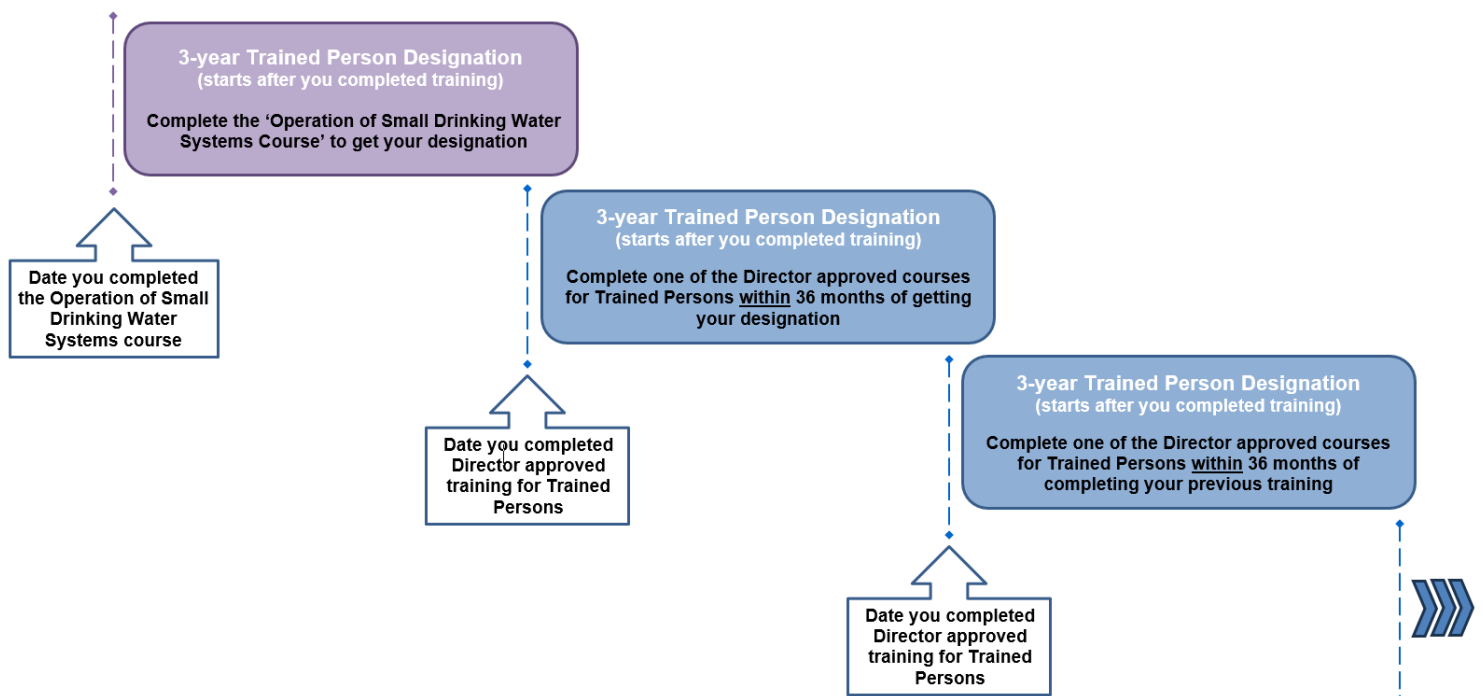 3-year Trained Person Designation
(starts after you completed training)
Complete the ‘Operation of Small Drinking Water
Systems Course’ to get your designation
Date you completed
the Operation of Small
Drinking Water
Systems course
3-year Trained Person Designation
(starts after you completed training)
Complete one of the Director approved courses
for Trained Persons within 36 months of getting
your designation
Date you completed
Director approved
training for Trained
Persons
3-year Trained Person Designation
(starts after you completed training)
Complete one of the Director approved courses
for Trained Persons within 36 months of
completing your previous training
Date you completed
Director approved
training for Trained
Persons